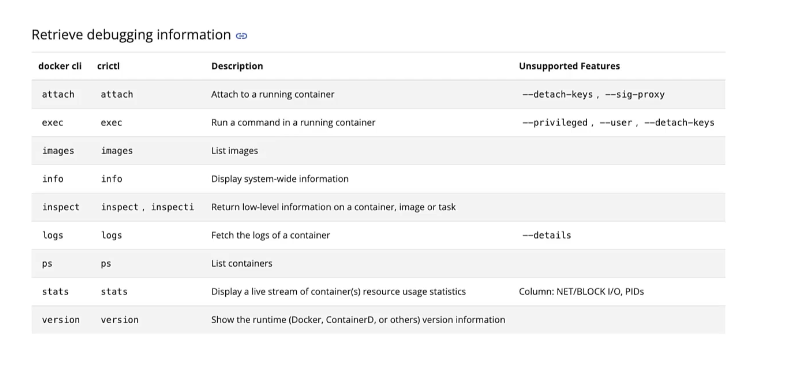 Retrieve debugging information
docker cli crictl Description Unsupported Features
attach attach Attach to a running container --detach-keys , --sig-proxy
exec exec Run a command in a running container --privileged , --user , --detach-keys
images images List images
info info Display system-wide information
inspect inspect , inspecti Return low-level information on a container, image or task
logs logs Fetch the logs of a container --details
ps ps List containers
stats stats Display a live stream of container(s) resource usage statistics Column: NET/BLOCK I/O, PIDs
version version Show the runtime (Docker, ContainerD, or others) version information